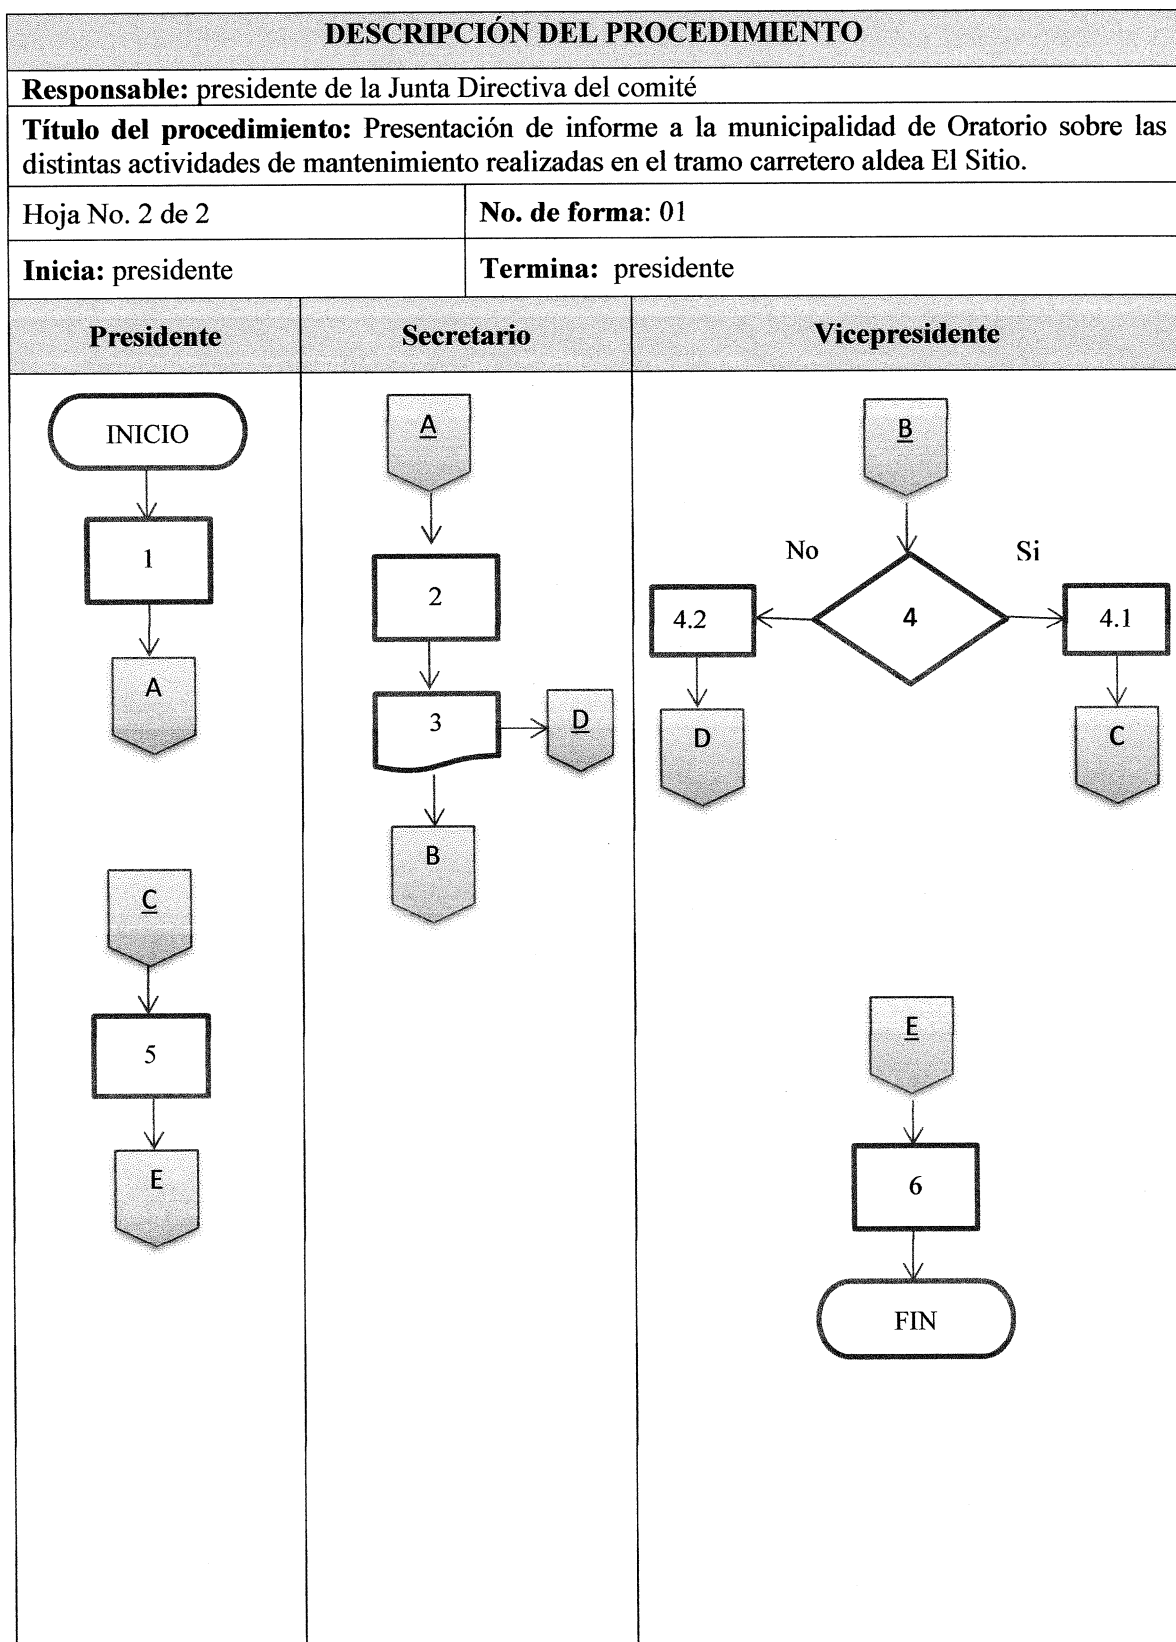 DESCRIPCIÓN DEL PROCEDIMIENTO
Responsable: presidente de la Junta Directiva del comité
Título del procedimiento: Presentación de informe a la municipalidad de Oratorio sobre las
distintas actividades de mantenimiento realizadas en el tramo carretero aldea El Sitio.
Hoja No. 2 de 2
No. de forma: 01
Inicia: presidente
Termina: presidente
Presidente
Secretario
Vicepresidente
INICIO
1
A
C
5
E
A
2
3
D
B
B
No
Si
4.2
4
4.1
D
C
E
6
FIN